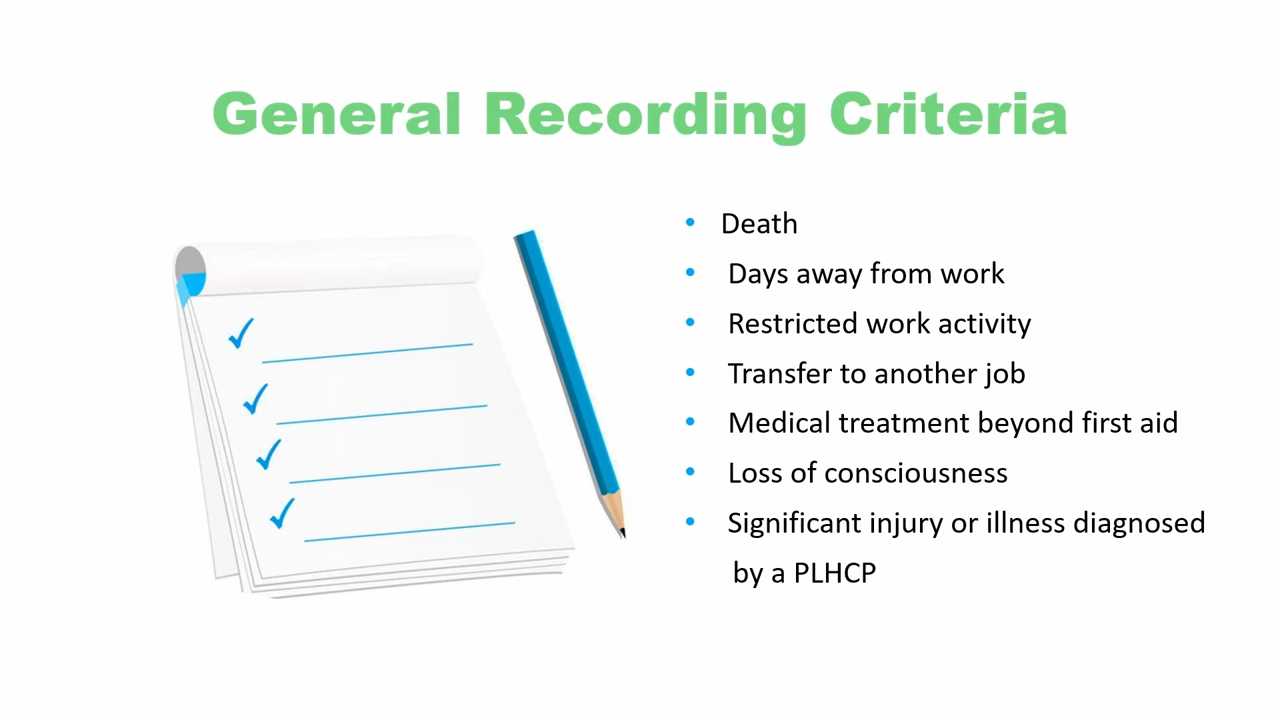 General Recording Criteria
• Death
• Days away from work
• Restricted work activity
• Transfer to another job
• Medical treatment beyond first aid
• Loss of consciousness
• Significant injury or illness diagnosed
by a PLHCP